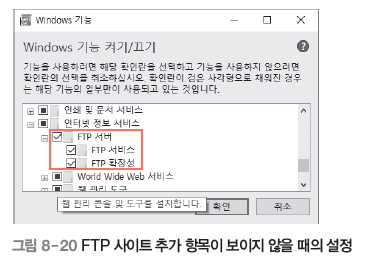 Windows 기능
Windows 기능 켜기/끄기
기능을 사용하려면 해당 확인란을 선택하고 기능을 사용하지 않으려면
확인란의 선택을 취소하십시오. 확인란이 검은 사각형으로 채워진 경우
는 해당 기능의 일부만이 사용되고 있는 것입니다.
인쇄 및 문서 서비스
인터넷 정보 서비스
FTP 서버
FTP 서비스
FTP 확장성
World Wide Web 서비스
웹 관리 도구
웹 관리 콘솔 및 도구를 설치합니다.
확인
취소
그림 8-20 FTP 사이트 추가 항목이 보이지 않을 때의 설정